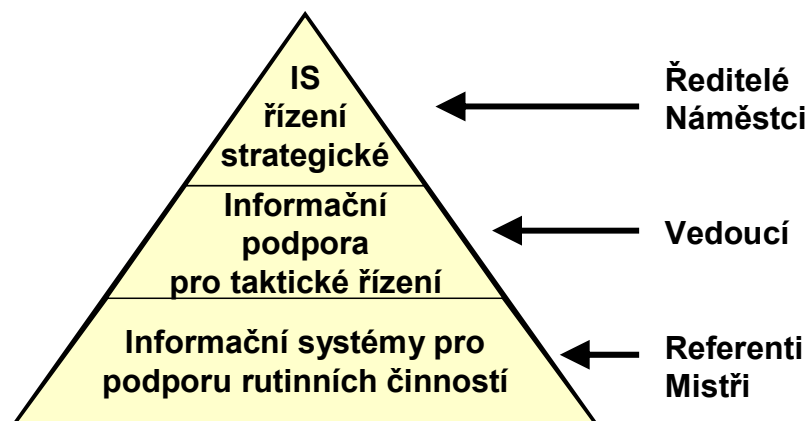 IS
řízení
strategické
Ředitelé
Náměstci
Informační
podpora
pro taktické řízení
Vedoucí
Informační systémy pro
podporu rutinních činností
Referenti
Mistři